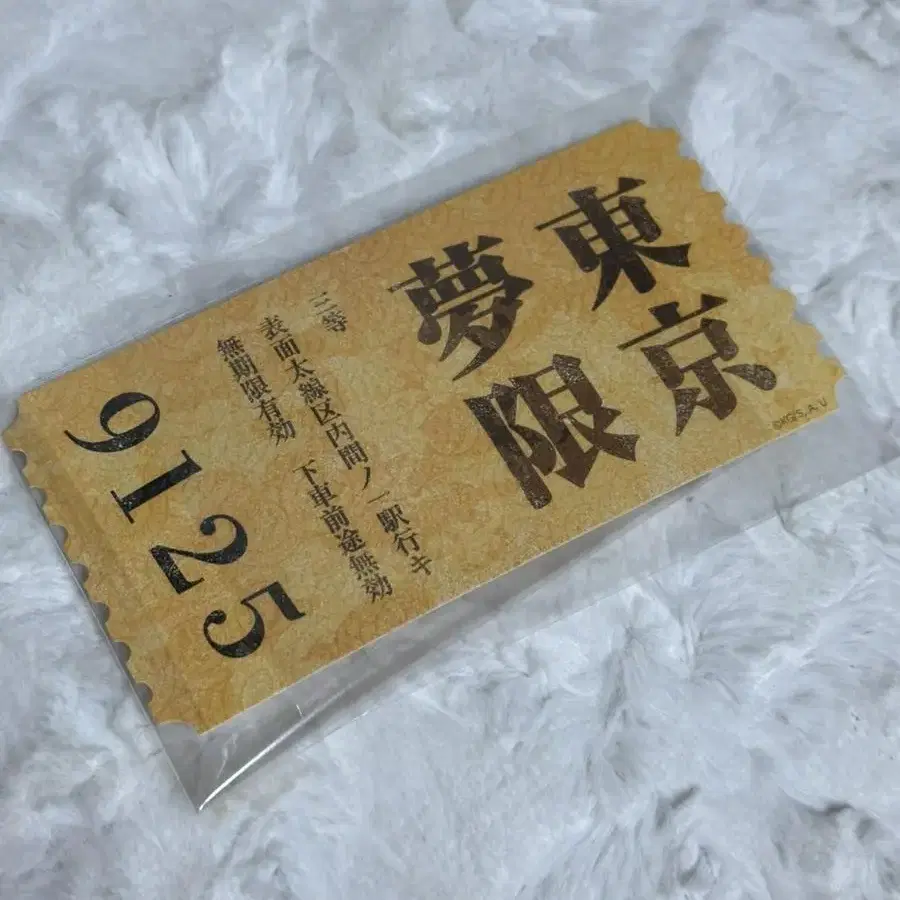 東京
夢限
三等
表面太線区内間ノ一駅行キ
無期限有効 下車前途無効
9125